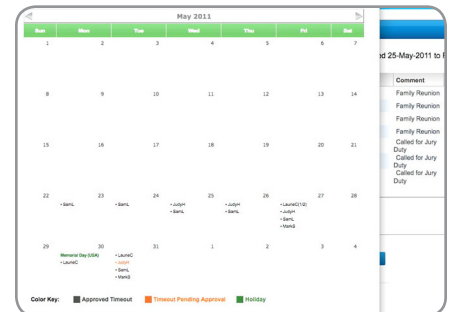 May 2011
Sun Mon Tue Wed Thu Fri Sat
1 2 3 4 5 6 7
8 9 10 11 12 13 14
15 16 17 18 19 20 21
22 23 24 25 26 27 28
• SamL • SamL • JudyH • JudyH • LaurieC(1/2)
• SamL • SamL • JudyH
• SamL
• MarkS
29 30 31 1 2 3 4
Memorial Day (USA) • LaurieC
• LaurieC • JudyH
• SamL
• MarkS
Color Key: Approved Timeout Timeout Pending Approval Holiday
ed 25-May-2011 to
Comment
Family Reunion
Family Reunion
Family Reunion
Family Reunion
Called for Jury
Duty
Called for Jury
Duty
Called for Jury
Duty